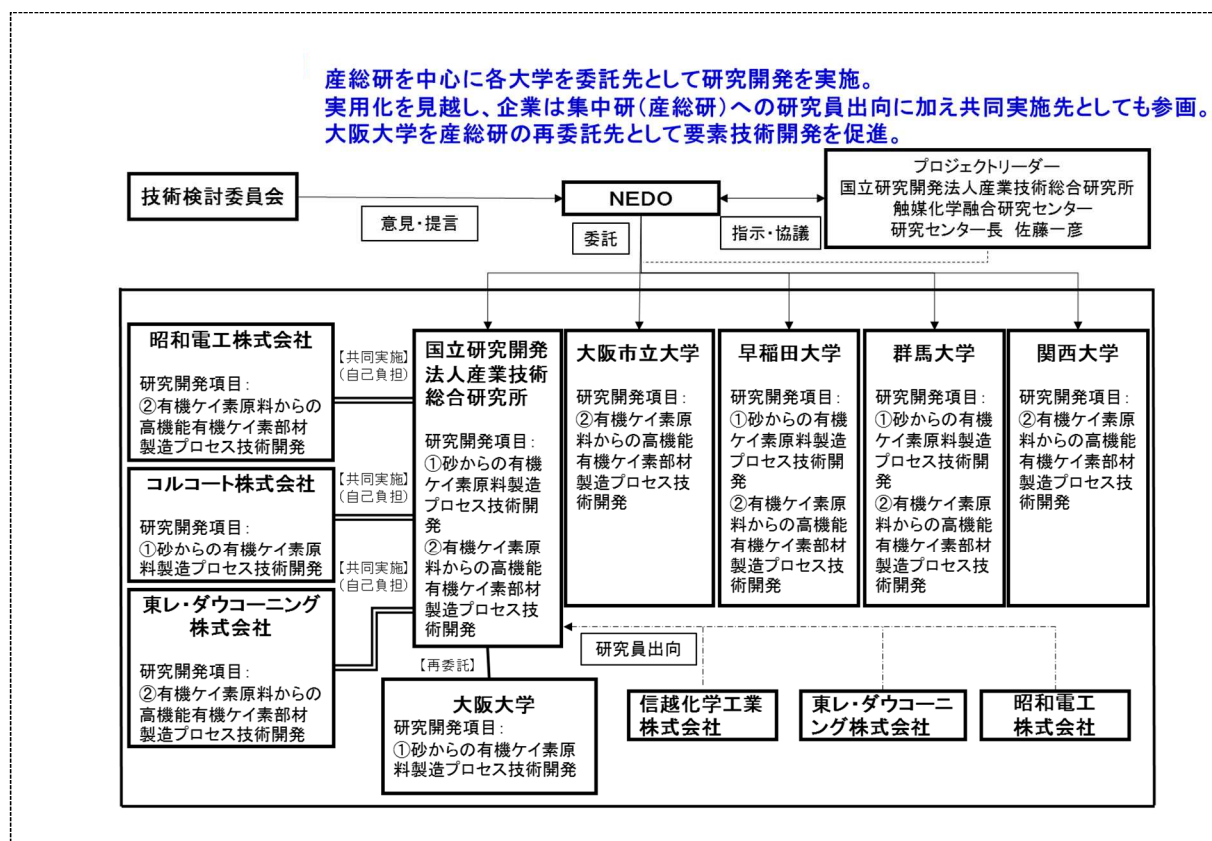 産総研を中心に各大学を委託先として研究開発を実施。
実用化を見越し、企業は集中研(産総研)への研究員出向に加え共同実施先としても参画。
大阪大学を産総研の再委託先として要素技術開発を促進。
技術検討委員会
意見・提言
NEDO
委託
指示・協議
プロジェクトリーダー
国立研究開発法人産業技術総合研究所
触媒化学融合研究センター
研究センター長 佐藤一彦
昭和電工株式会社
研究開発項目:
②有機ケイ素原料からの
高機能有機ケイ素部材
製造プロセス技術開発
【共同実施】
(自己負担)
コルコート株式会社
研究開発項目:
①砂からの有機ケイ素原
料製造プロセス技術開発
【共同実施】
(自己負担)
東レ・ダウコーニング
株式会社
研究開発項目:
②有機ケイ素原料からの
高機能有機ケイ素部材
製造プロセス技術開発
【共同実施】
(自己負担)
国立研究開発
法人産業技術
総合研究所
研究開発項目:
①砂からの有機
ケイ素原料製造
プロセス技術開
発
②有機ケイ素原
料からの高機能
有機ケイ素部材
製造プロセス技
術開発
大阪市立大学
研究開発項目:
②有機ケイ素原
料からの高機能
有機ケイ素部材
製造プロセス技
術開発
早稲田大学
研究開発項目:
①砂からの有機
ケイ素原料製造
プロセス技術開
発
②有機ケイ素原
料からの高機能
有機ケイ素部材
製造プロセス技
術開発
群馬大学
研究開発項目:
①砂からの有機
ケイ素原料製造
プロセス技術開
発
②有機ケイ素原
料からの高機能
有機ケイ素部材
製造プロセス技
術開発
関西大学
研究開発項目:
②有機ケイ素原
料からの高機能
有機ケイ素部材
製造プロセス技
術開発
【再委託】
大阪大学
研究開発項目:
①砂からの有機ケイ素原
料製造プロセス技術開発
研究員出向
信越化学工業
株式会社
東レ・ダウコーニ
ング株式会社
昭和電工
株式会社